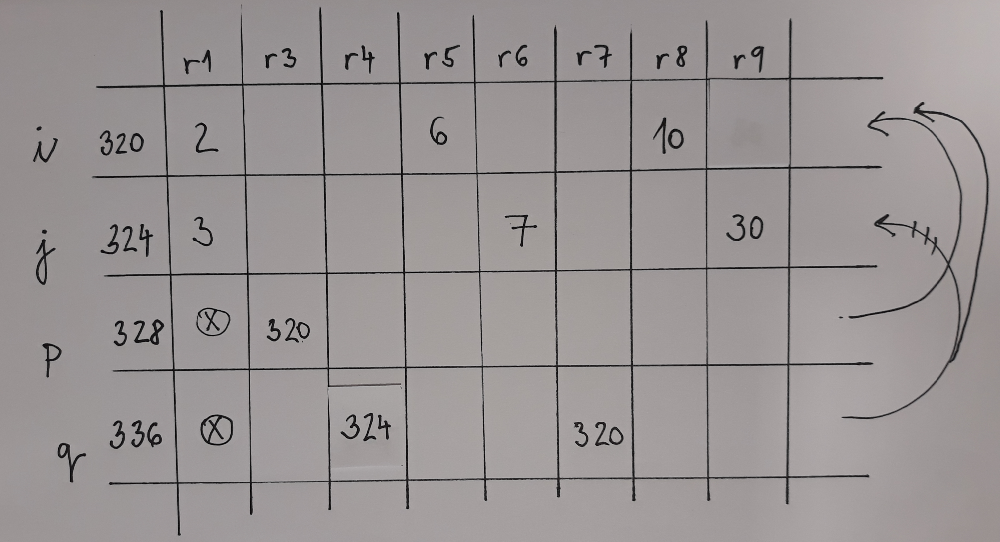 r1 r3 r4 r5 r6 r7 r8 r9
i 320 2 6 10
j 324 3 7 30
p 328 X 320
q 336 X 324 320